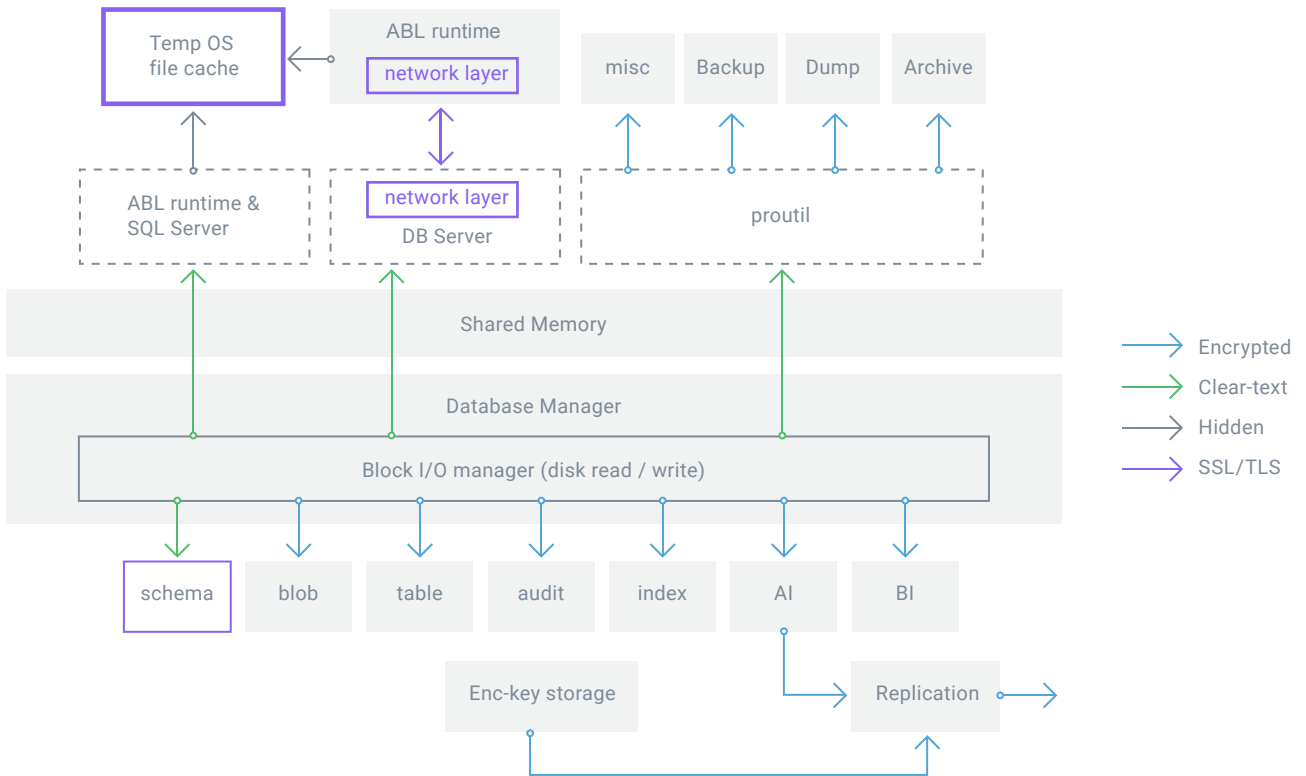 Temp OS
file cache
ABL runtime
network layer
misc
Backup
Dump
Archive
ABL runtime &
SQL Server
network layer
DB Server
proutil
Shared Memory
Database Manager
Block I/O manager (disk read / write)
Encrypted
Clear-text
Hidden
SSL/TLS
schema
blob
table
audit
index
AI
BI
Enc-key storage
Replication